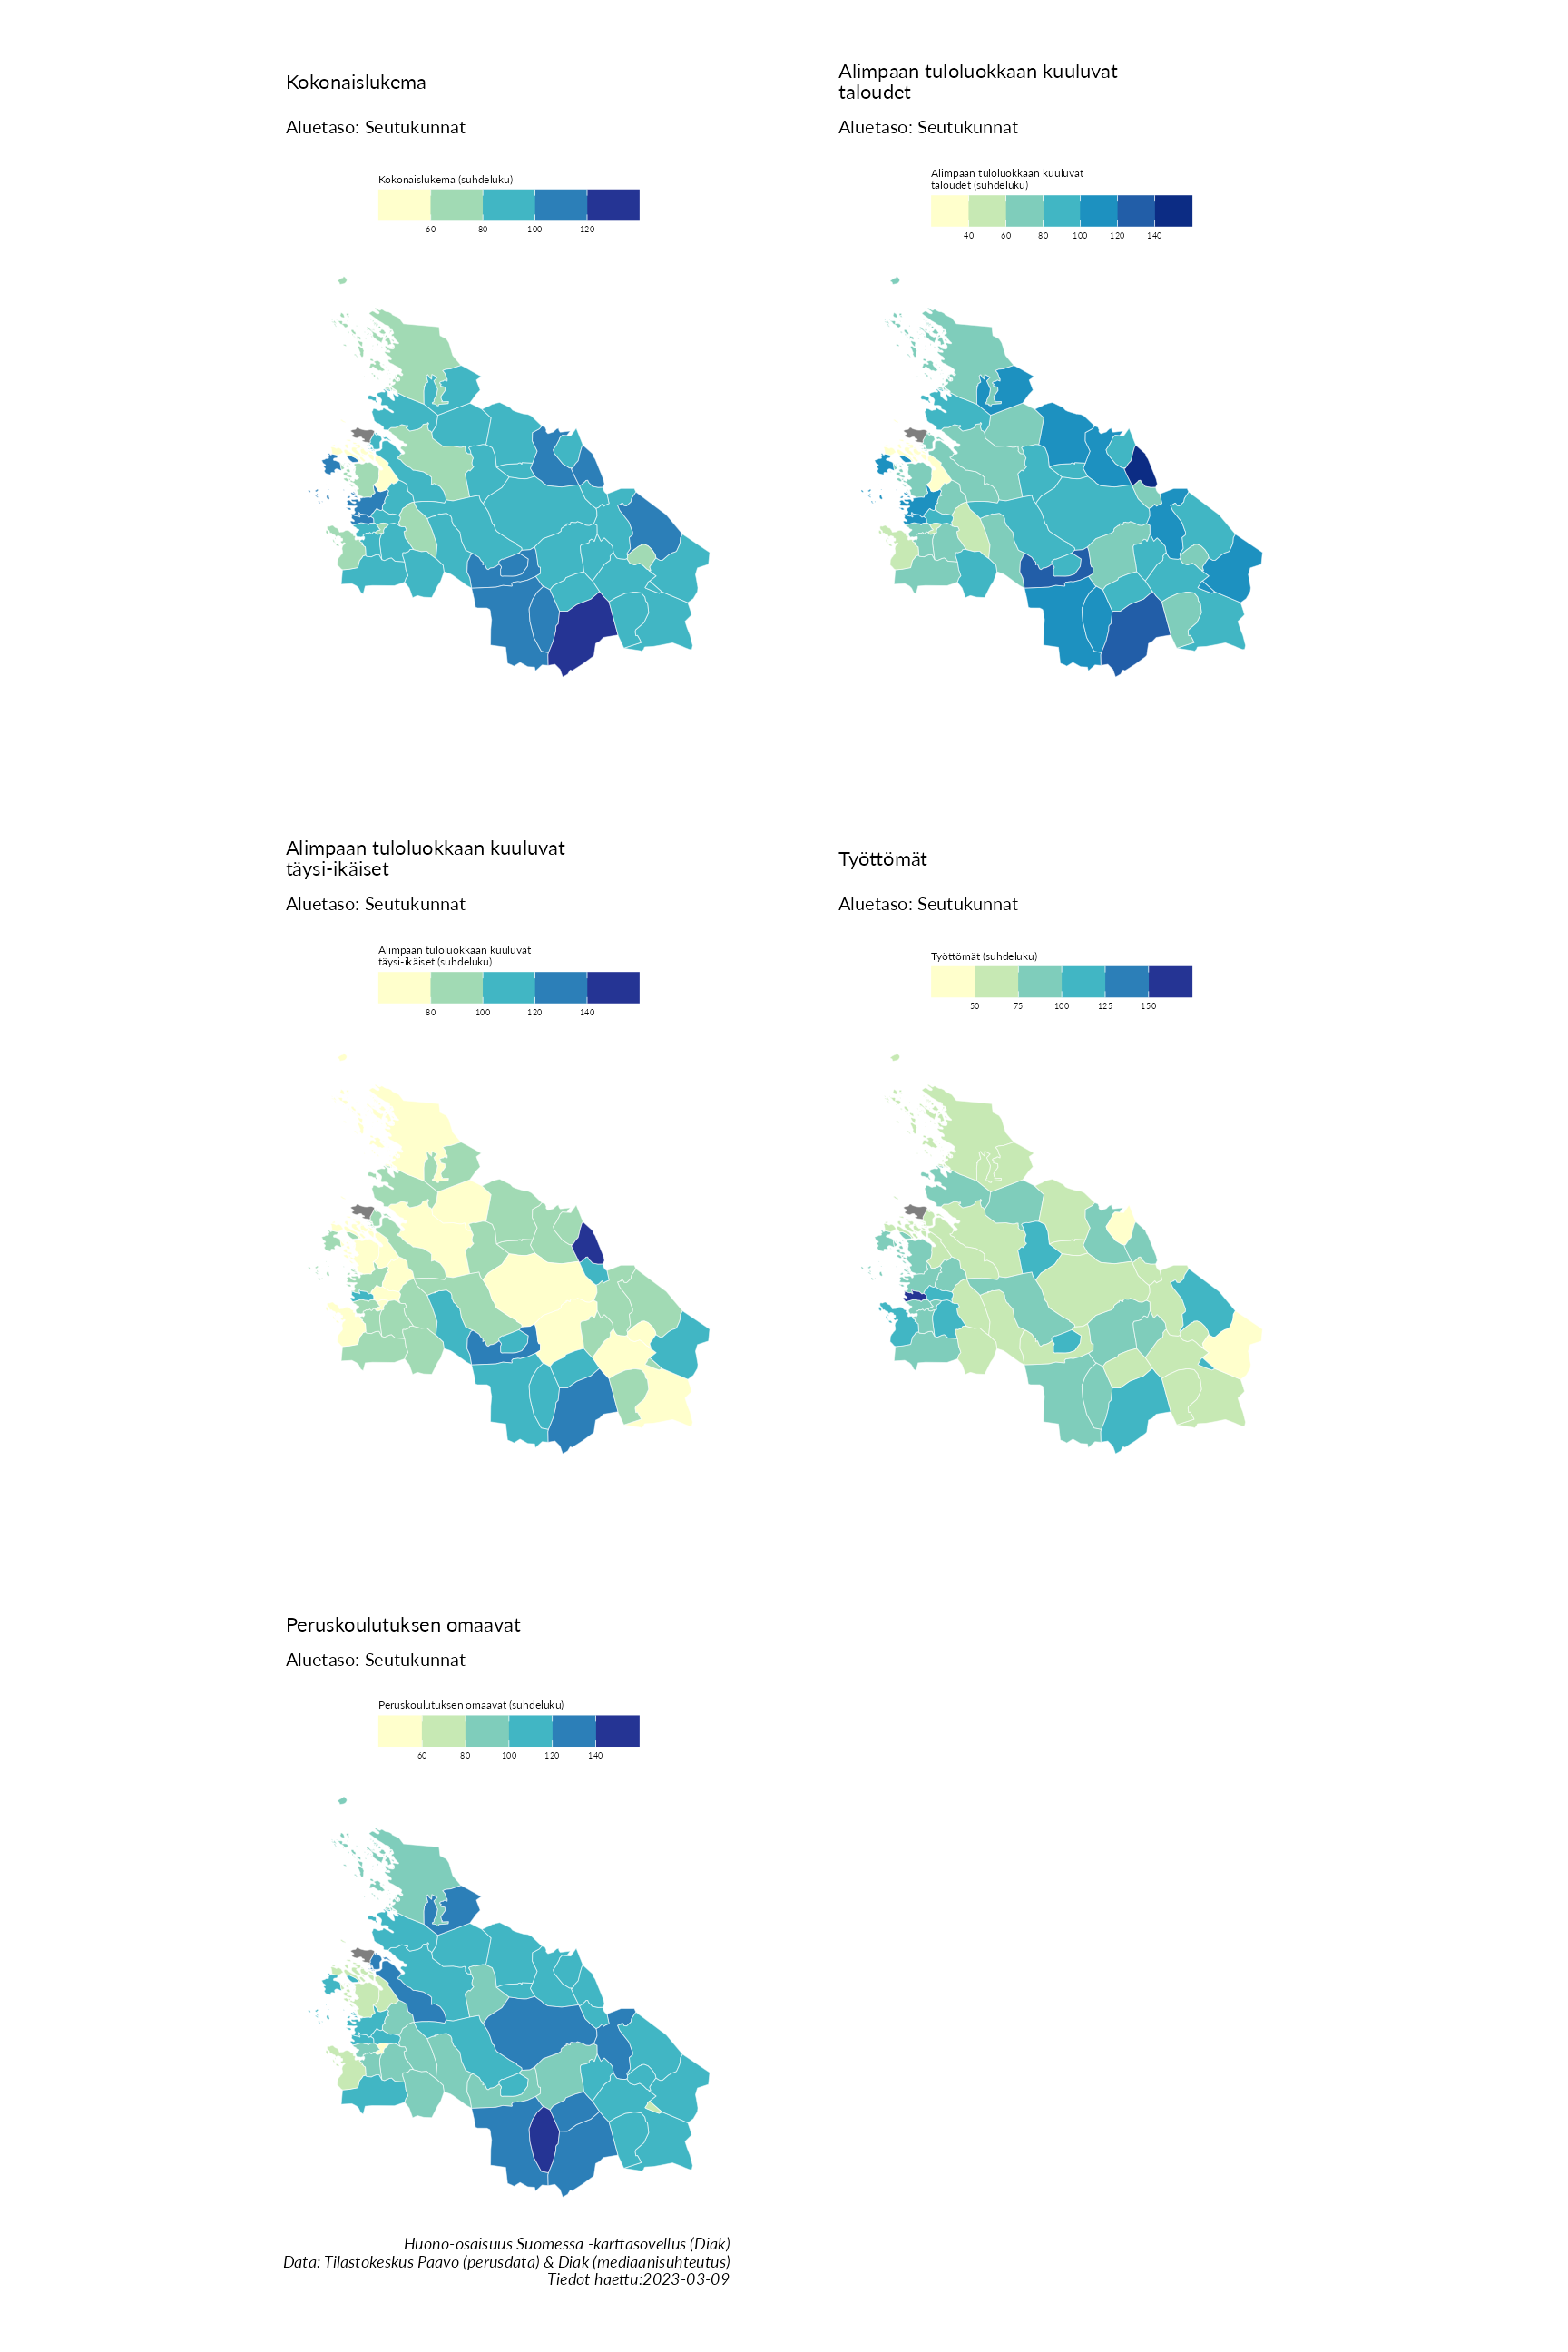 Kokonaislukema
Aluetaso: Seutukunnat
Kokonaislukema (suhdeluku)
60 80 100 120
Alimpaan tuloluokkaan kuuluvat
taloudet
Aluetaso: Seutukunnat
Alimpaan tuloluokkaan kuuluvat
taloudet (suhdeluku)
40 60 80 100 120 140
Alimpaan tuloluokkaan kuuluvat
täysi-ikäiset
Aluetaso: Seutukunnat
Alimpaan tuloluokkaan kuuluvat
täysi-ikäiset (suhdeluku)
80 100 120 140
Työttömät
Aluetaso: Seutukunnat
Työttömät (suhdeluku)
50 75 100 125 150
Peruskoulutuksen omaavat
Aluetaso: Seutukunnat
Peruskoulutuksen omaavat (suhdeluku)
60 80 100 120 140
Huono-osaisuus Suomessa -karttasovellus (Diak)
Data: Tilastokeskus Paavo (perusdata) & Diak (mediaanisuhteutus)
Tiedot haettu:2023-03-09